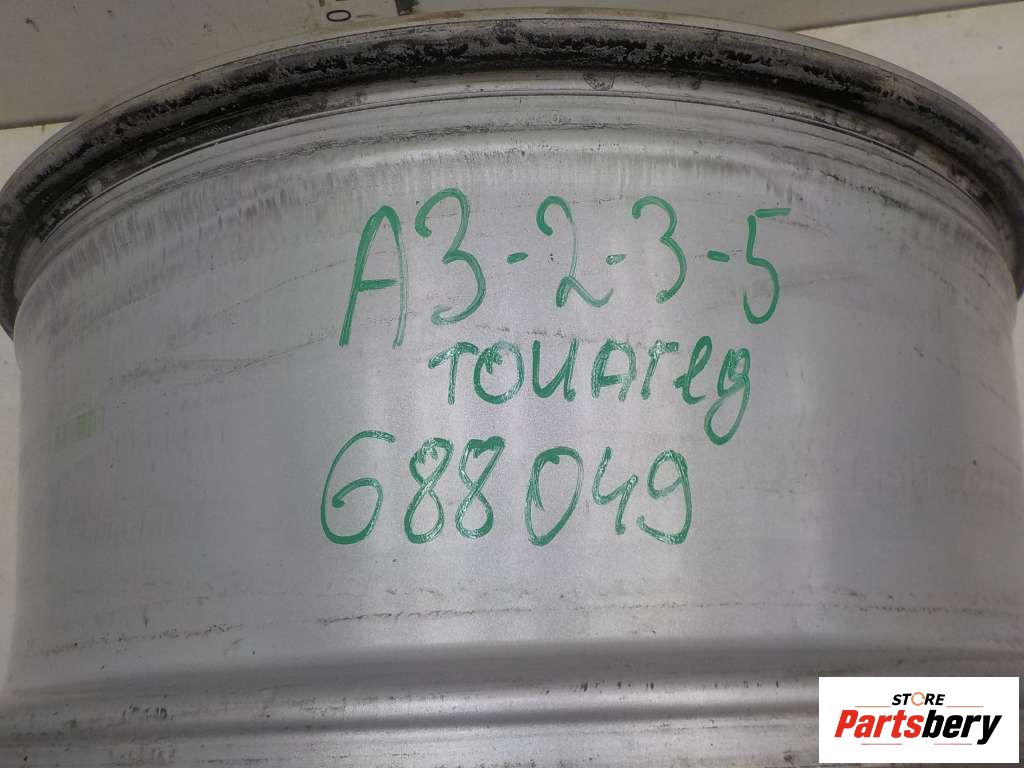 A3-2-3-5
TOUAreg
688049
STORE
Partsbery